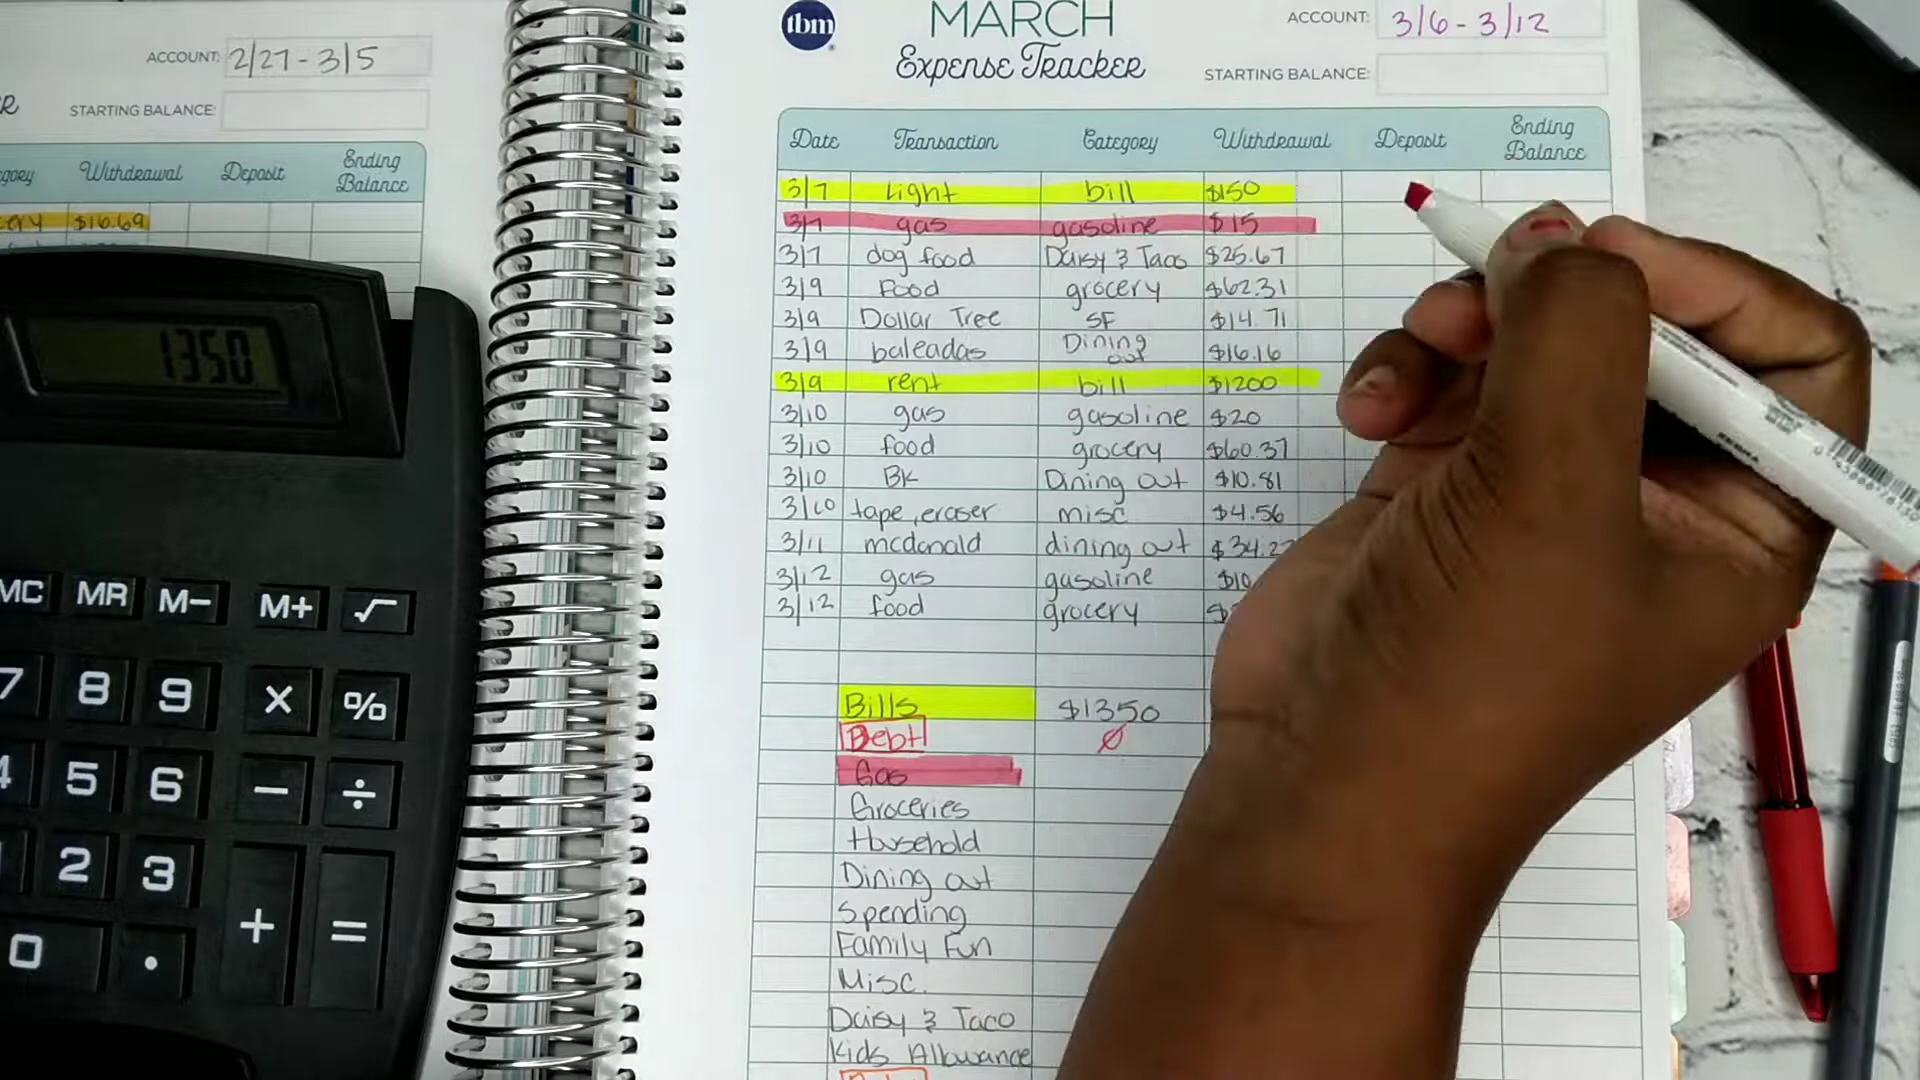 ACCOUNT: 2/27 - 3/5
STARTING BALANCE:
Withdrawal Deposit Ending Balance
$16.69
tbm
MARCH
Expense Tracker
ACCOUNT: 3/6 - 3/12
STARTING BALANCE:
Date Transaction Category Withdrawal Deposit Ending Balance
3/7 Light bill $150
3/7 gas gasoline $15
3/7 dog food Daisy & Taco $25.67
3/9 Food grocery $62.31
3/9 Dollar Tree SF $14.71
3/9 baleadas Dining out $16.16
3/9 rent bill $1200
3/10 gas gasoline $20
3/10 food grocery $60.37
3/10 BK Dining out $10.81
3/10 tape, eraser misc $4.56
3/11 mcdonald dining out $34.2
3/12 gas gasoline $10
3/12 food grocery $
Bills $1350
Debt Ø
Gas
Groceries
Household
Dining out
Spending
Family Fun
Misc.
Daisy & Taco
Kids Allowance
1350
MC MR M- M+ √
7 8 9 × %
4 5 6 − ÷
2 3
0 . + =